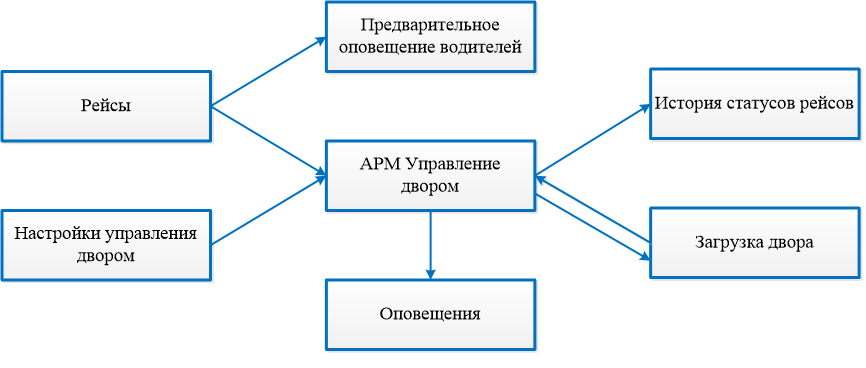 Предварительное
оповещение водителей
Рейсы
История статусов рейсов
АРМ Управление
двором
Настройки управления
двором
Загрузка двора
Оповещения